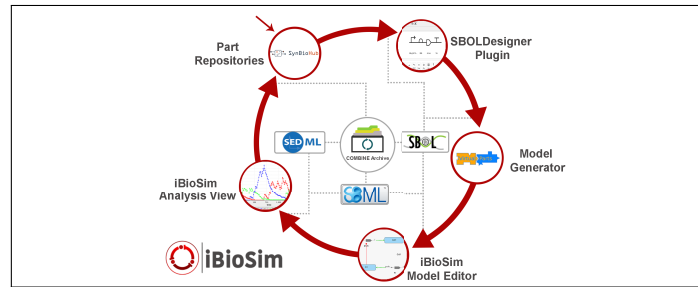 Part
Repositories
SynBioHub
SBOLDesigner
Plugin
SED ML
COMBINE Archive
SBOL
Model
Generator
iBioSim
Analysis View
SBML
iBioSim
iBioSim
Model Editor